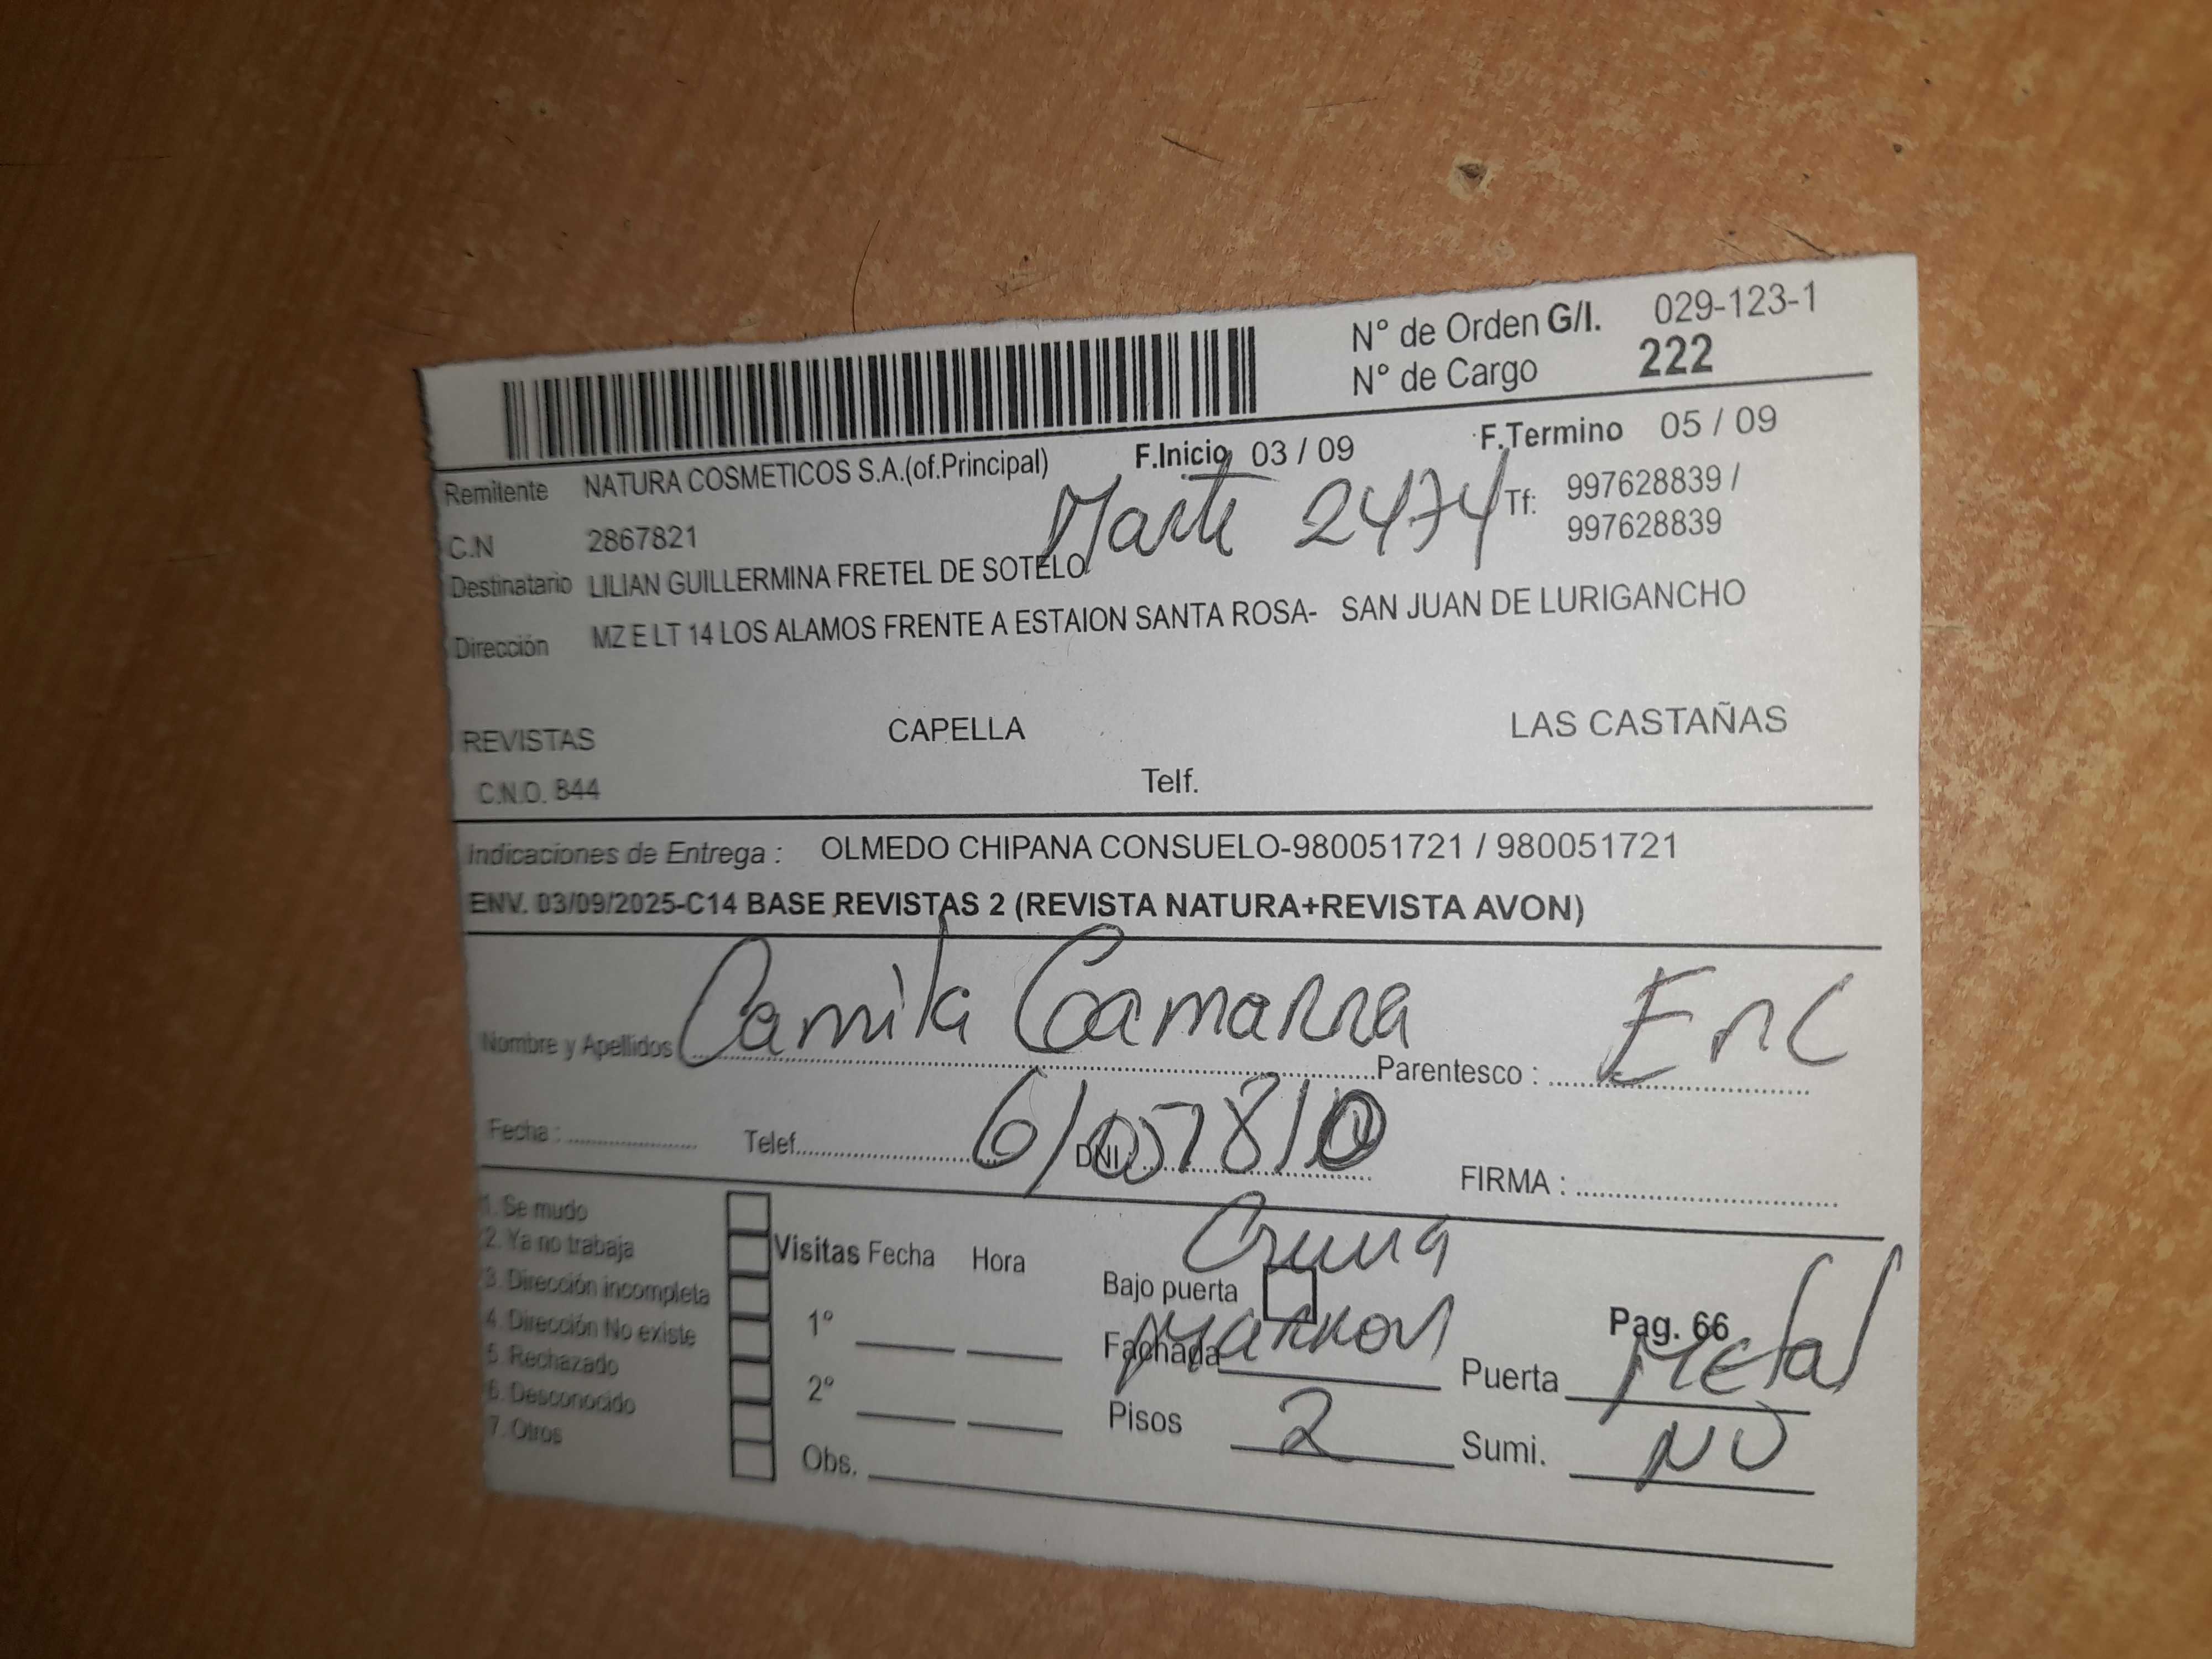 N° de Orden G/I. 029-123-1
N° de Cargo 222
F.Inicio 03 / 09 F.Termino 05 / 09
Remitente NATURA COSMETICOS S.A.(of.Principal)
Marte 2474 Tf: 997628839 /
997628839
C.N 2867821
Destinatario LILIAN GUILLERMINA FRETEL DE SOTELO
Dirección MZ E LT 14 LOS ALAMOS FRENTE A ESTAION SANTA ROSA- SAN JUAN DE LURIGANCHO
REVISTAS CAPELLA LAS CASTAÑAS
C.N.O. 844 Telf.
Indicaciones de Entrega : OLMEDO CHIPANA CONSUELO-980051721 / 980051721
ENV. 03/09/2025-C14 BASE REVISTAS 2 (REVISTA NATURA+REVISTA AVON)
Nombre y Apellidos Camila Gamarra Parentesco : Enc
Fecha : Telef. DNI FIRMA :
1. Se mudo
2. Ya no trabaja
3. Dirección incompleta
4. Dirección No existe
5. Rechazado
6. Desconocido
7. Otros
Visitas Fecha Hora
1°
2°
Obs.
Crema
Bajo puerta
Fachada marron
Pisos 2
Pag. 66
Puerta Metal
Sumi. NO